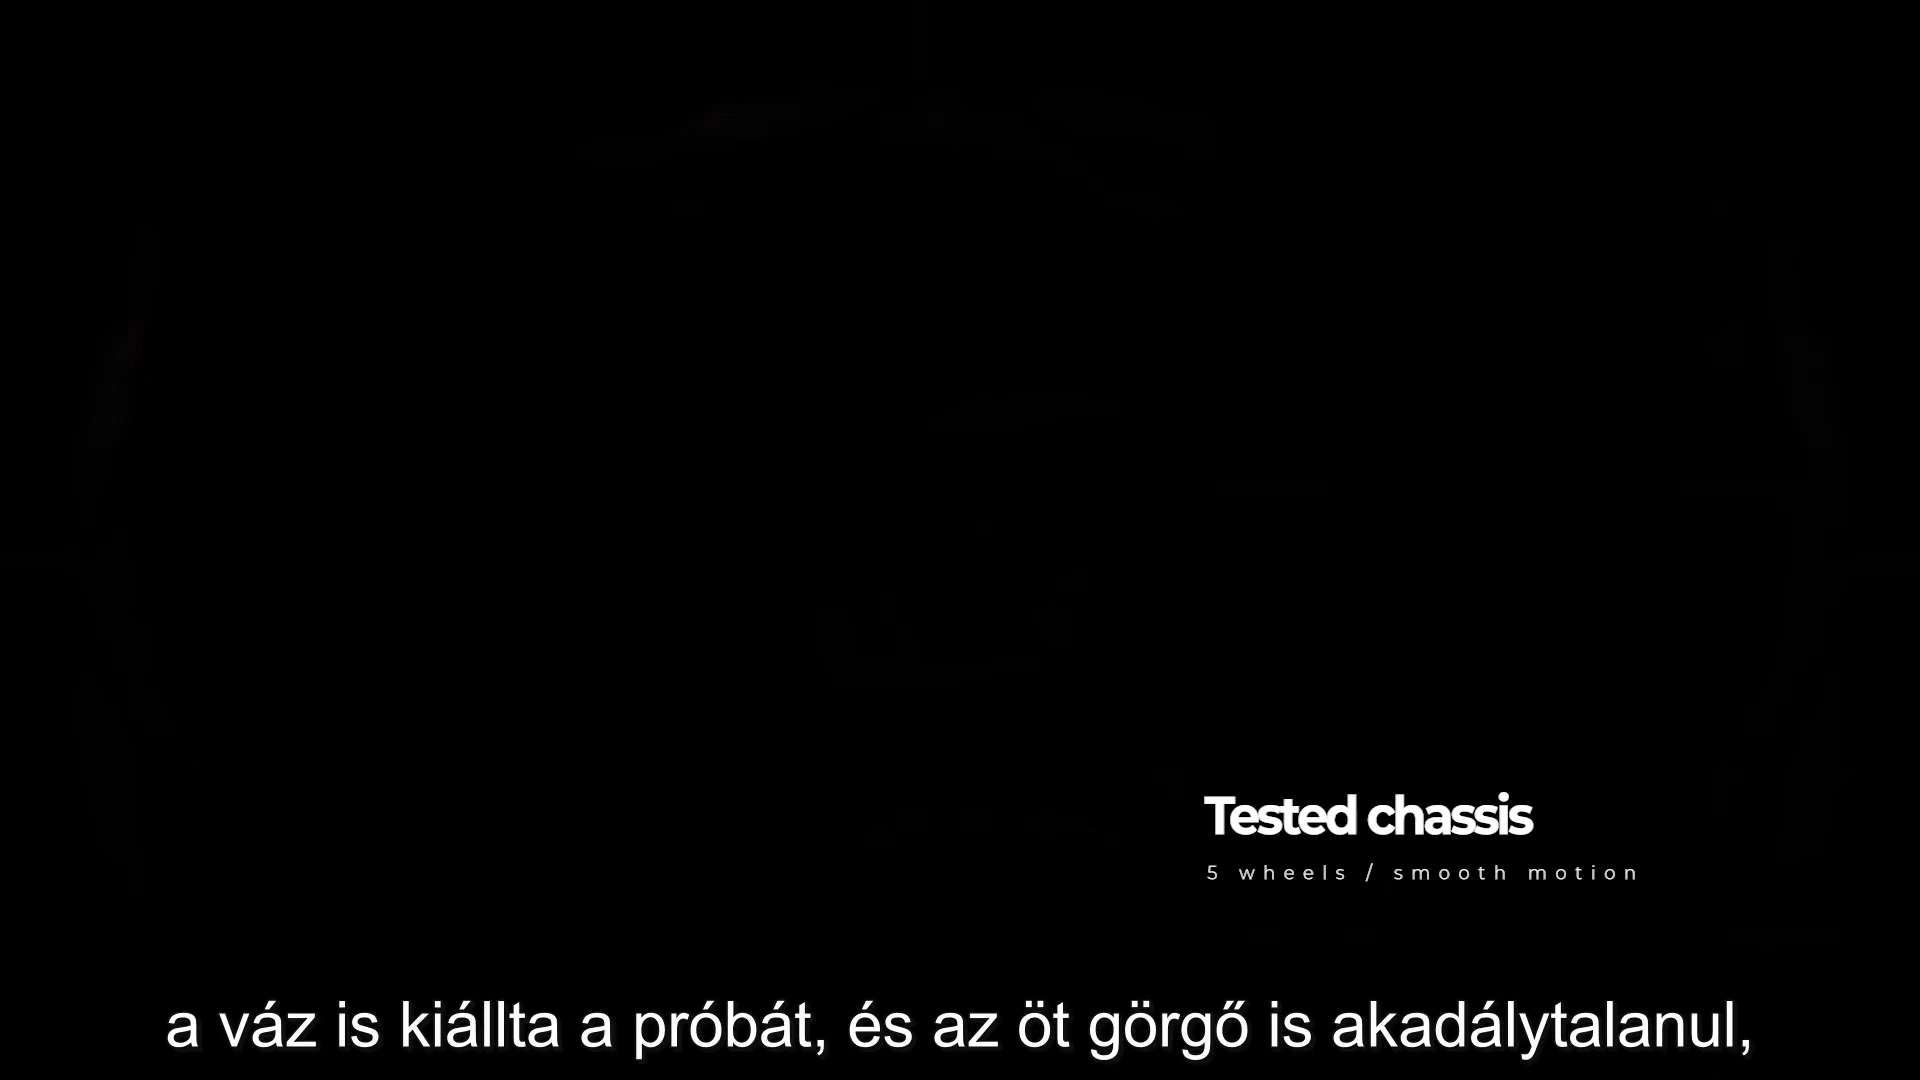 Tested chassis
5 wheels / smooth motion
a váz is kiállta a próbát, és az öt görgő is akadálytalanul,